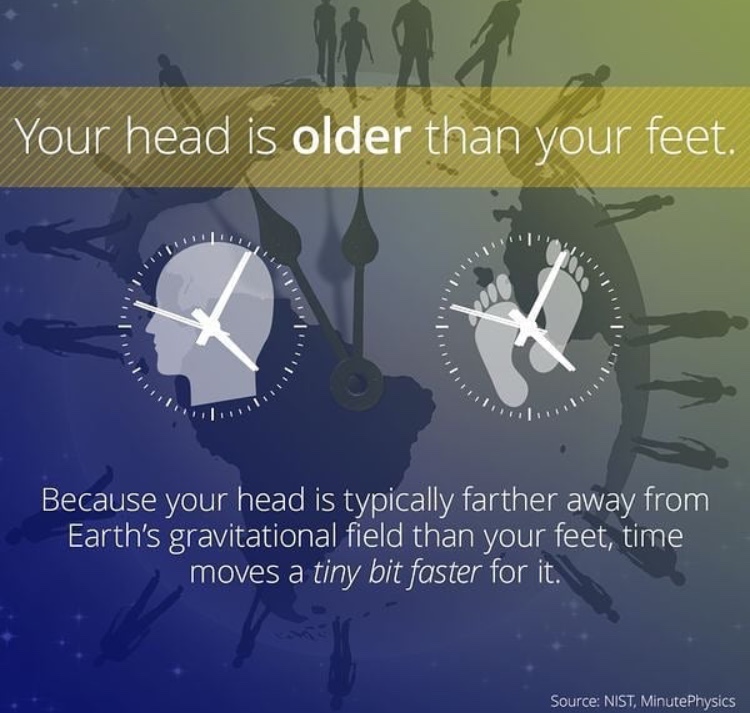 Your head is older than your feet.
Because your head is typically farther away from
Earth's gravitational field than your feet, time
moves a tiny bit faster for it.
Source: NIST, MinutePhysics